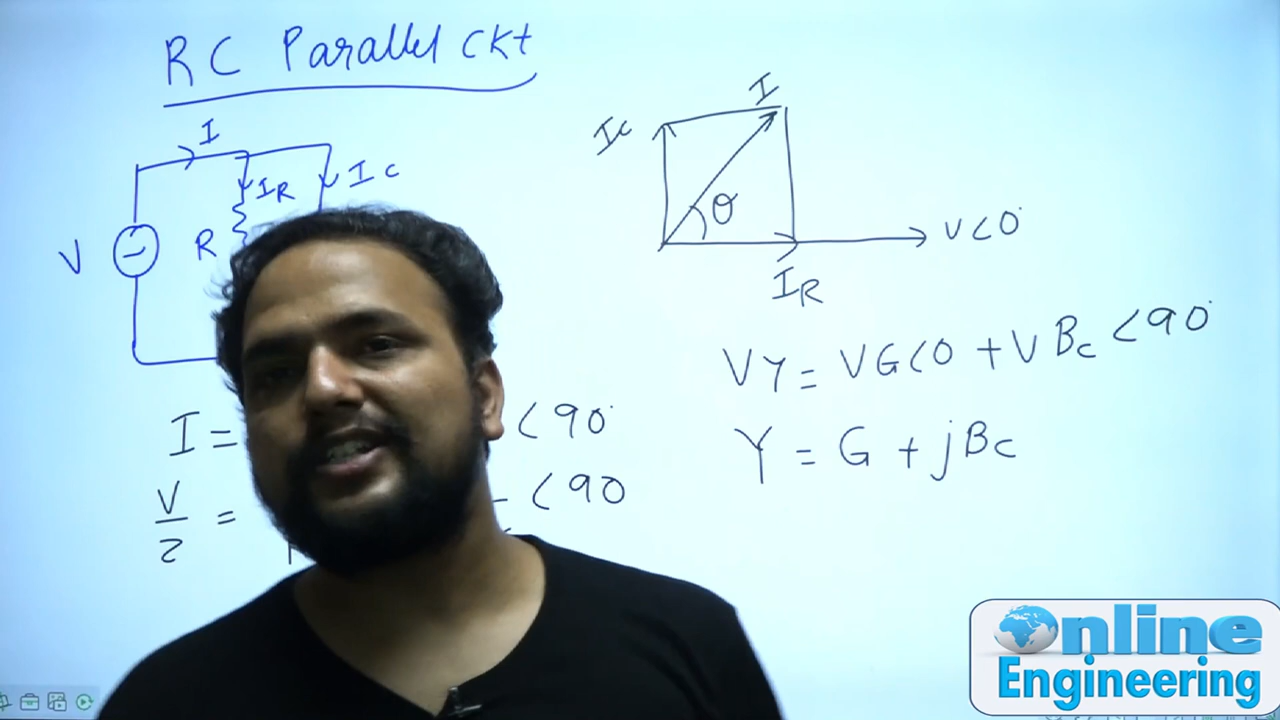 RC Parallel ckt
I
IR
IC
V
R
I
IC
θ
V<0°
IR
VY = VG<0 + VBc <90°
Y = G + jBc
I = <90°
V/Z = <90
Online
Engineering